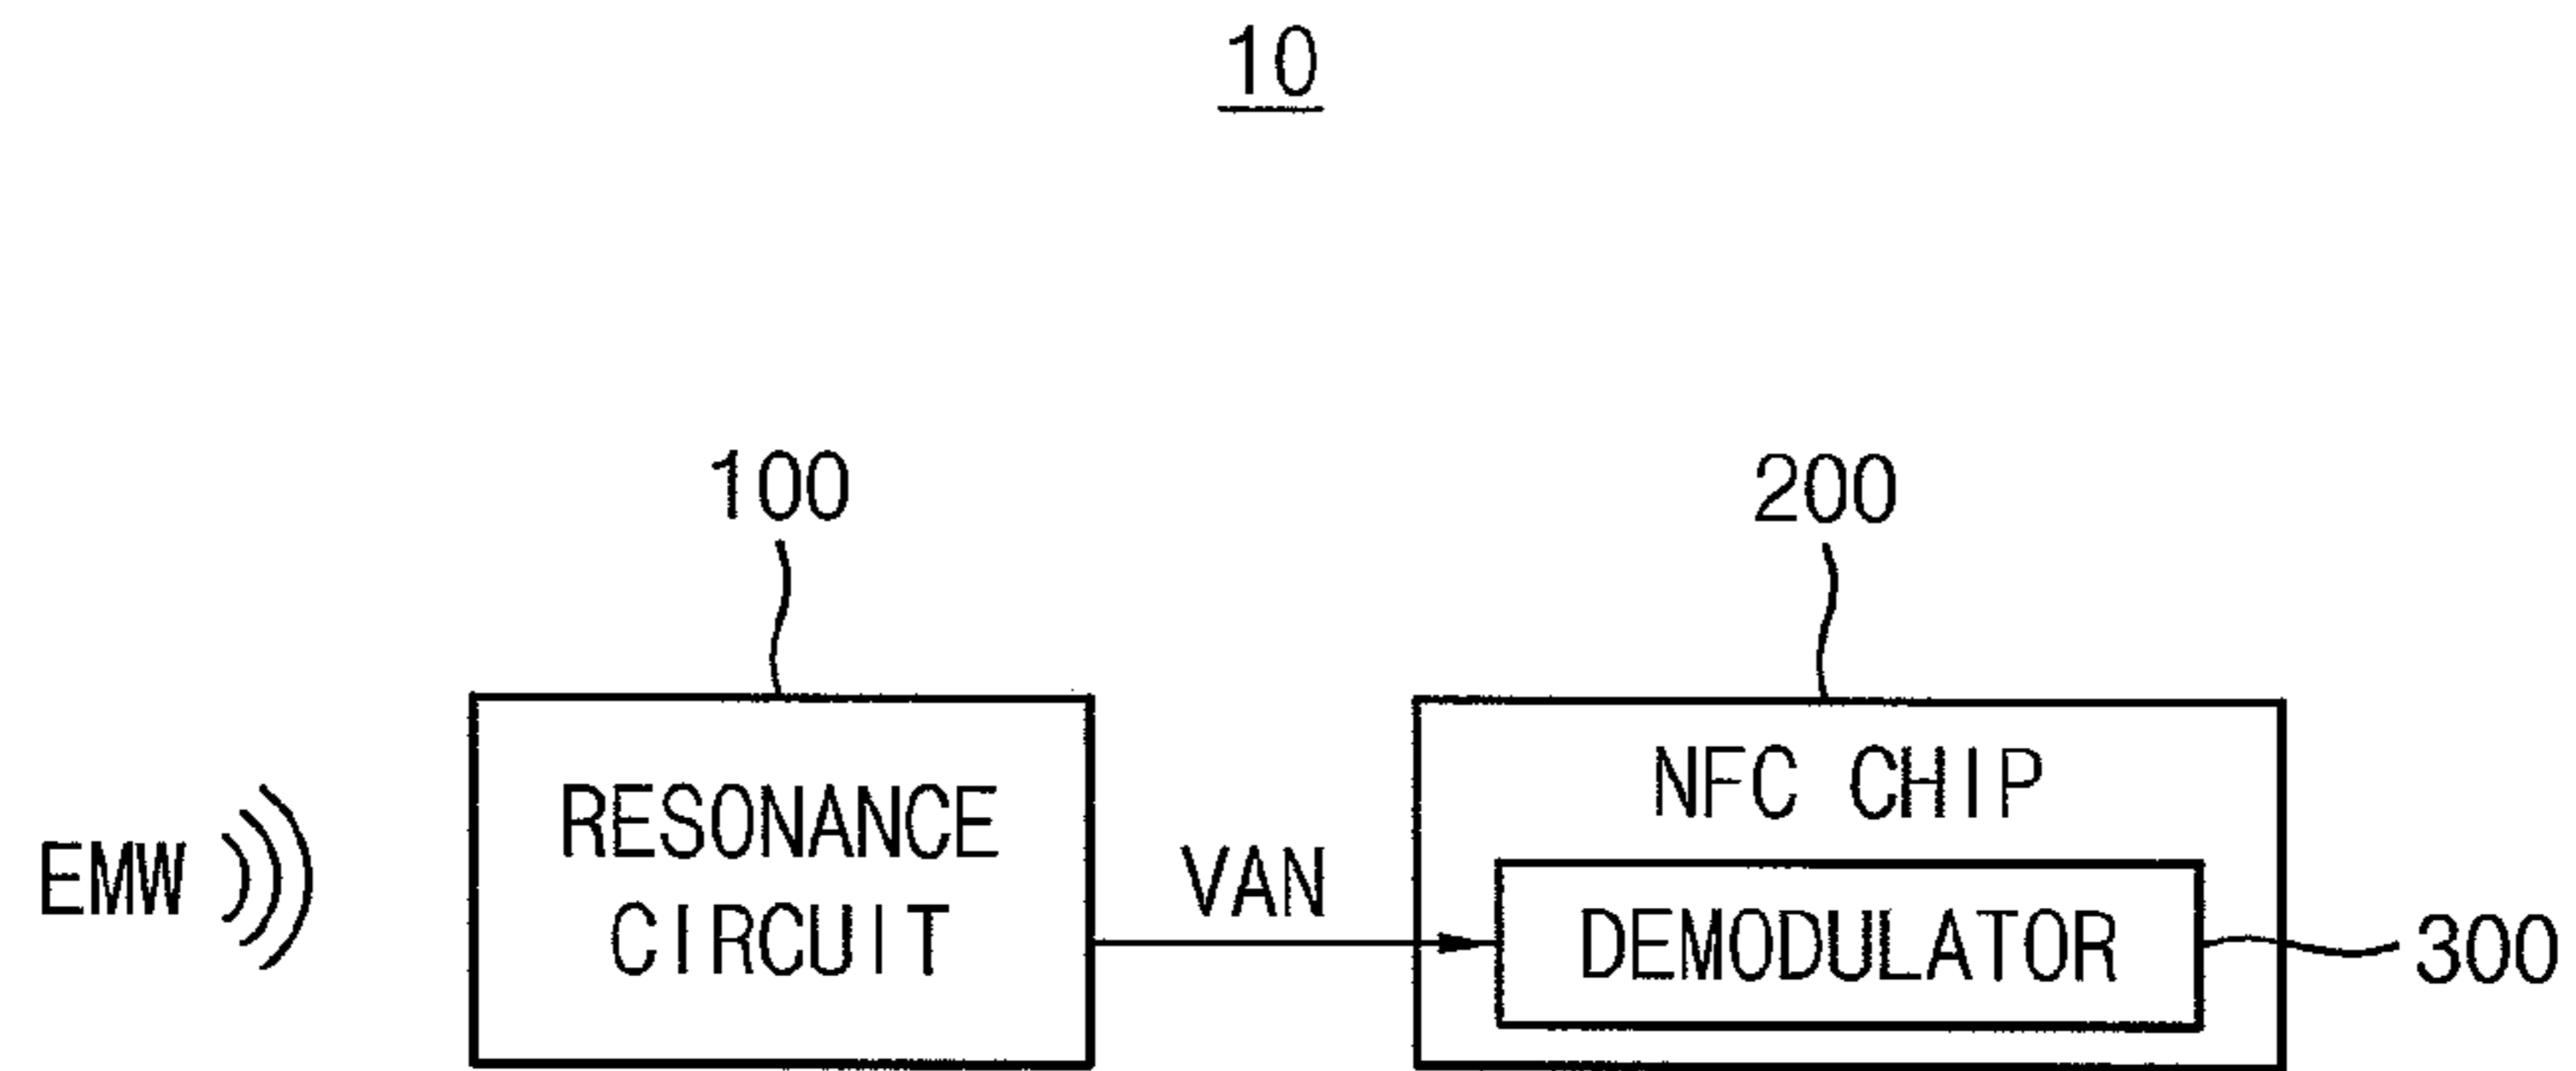 10
100
200
RESONANCE
CIRCUIT
NFC CHIP
EMW
VAN
DEMODULATOR
300